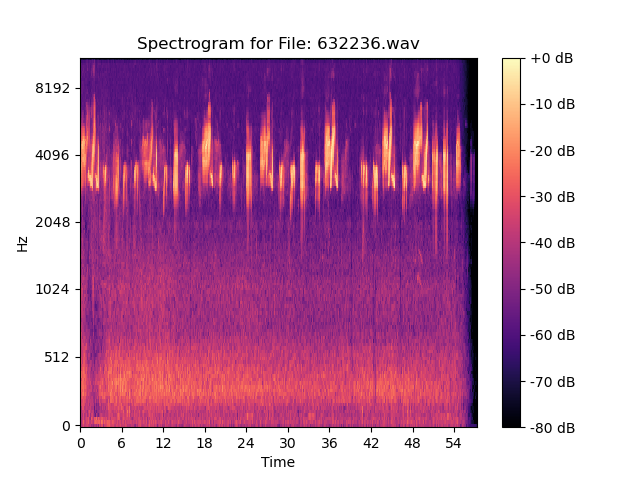 Spectrogram for File: 632236.wav
Hz
8192
4096
2048
1024
512
0
0 6 12 18 24 30 36 42 48 54
Time
+0 dB
-10 dB
-20 dB
-30 dB
-40 dB
-50 dB
-60 dB
-70 dB
-80 dB